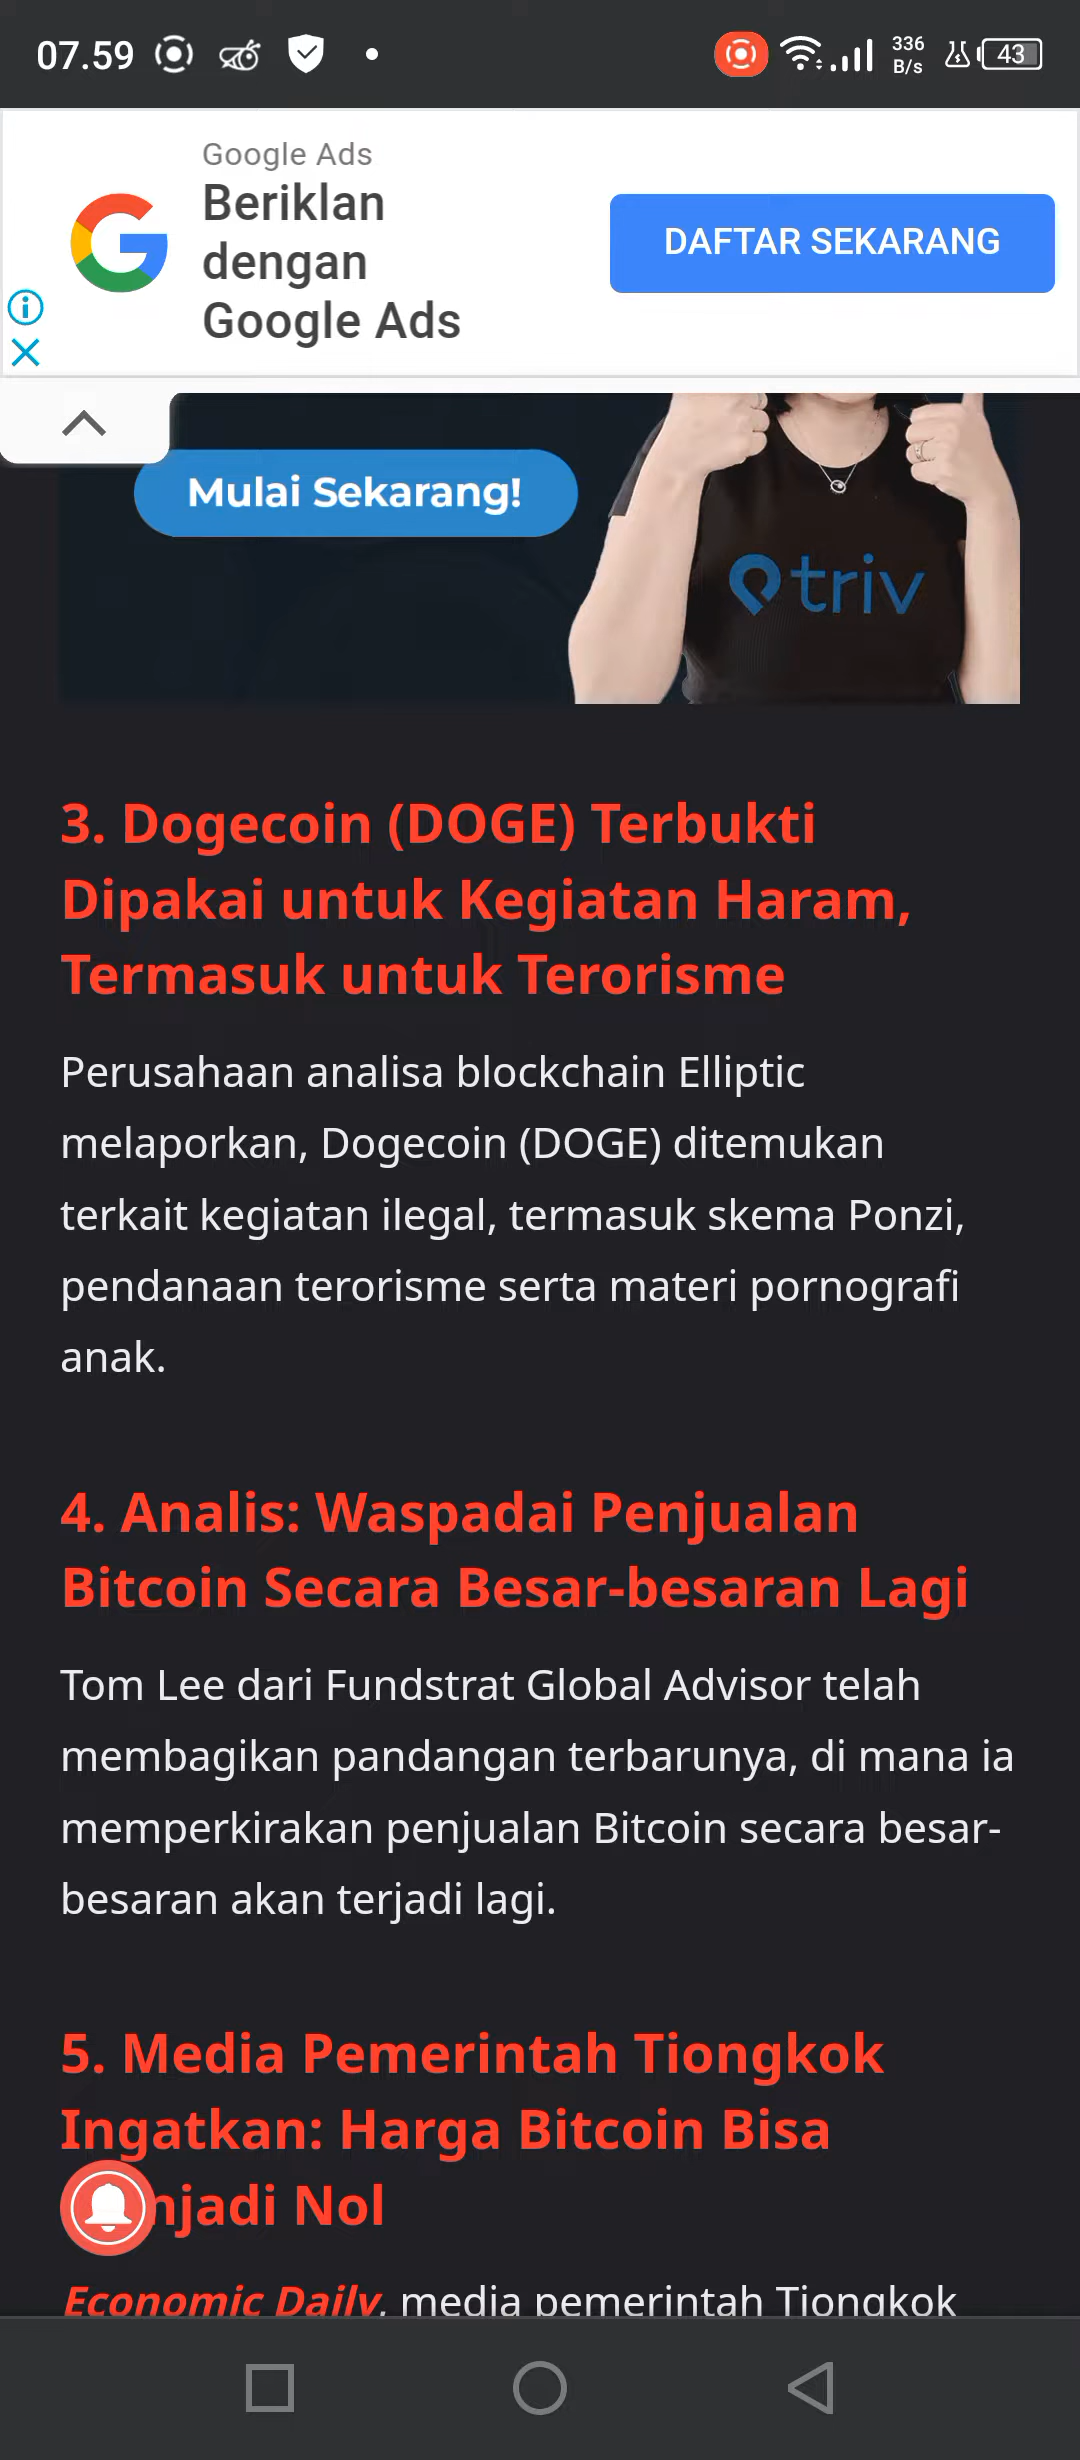 07.59
336
B/s
43
Google Ads
Beriklan
dengan
Google Ads
DAFTAR SEKARANG
Mulai Sekarang!
triv
3. Dogecoin (DOGE) Terbukti
Dipakai untuk Kegiatan Haram,
Termasuk untuk Terorisme
Perusahaan analisa blockchain Elliptic
melaporkan, Dogecoin (DOGE) ditemukan
terkait kegiatan ilegal, termasuk skema Ponzi,
pendanaan terorisme serta materi pornografi
anak.
4. Analis: Waspadai Penjualan
Bitcoin Secara Besar-besaran Lagi
Tom Lee dari Fundstrat Global Advisor telah
membagikan pandangan terbarunya, di mana ia
memperkirakan penjualan Bitcoin secara besar-
besaran akan terjadi lagi.
5. Media Pemerintah Tiongkok
Ingatkan: Harga Bitcoin Bisa
njadi Nol
Economic Daily, media pemerintah Tiongkok